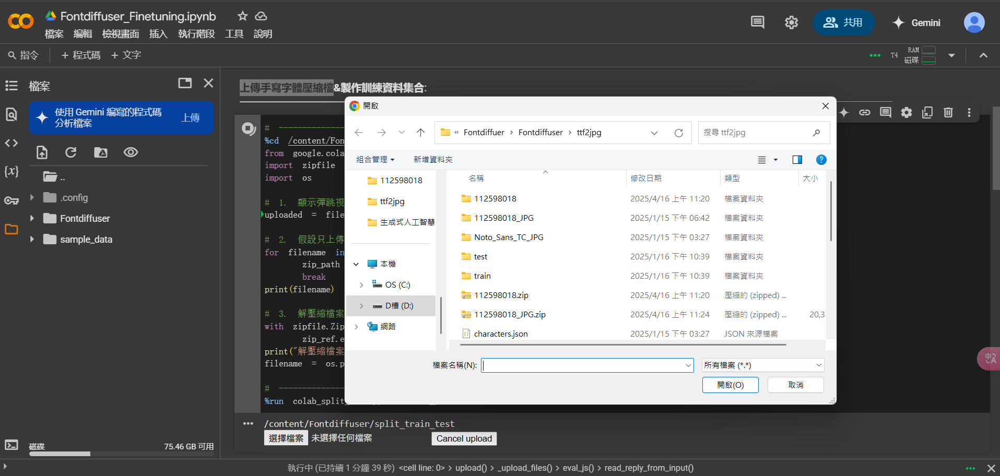 Fontdiffuser_Finetuning.ipynb
檔案 編輯 檢視畫面 插入 執行階段 工具 說明
共用
Gemini
指令 + 程式碼 + 文字
T4
RAM
磁碟
檔案
使用 Gemini 編寫的程式碼
分析檔案
上傳
..
.config
Fontdiffuser
sample_data
磁碟
75.46 GB 可用
上傳手寫字體壓縮檔&製作訓練資料集合:
# --------------
%cd /content/Fon
from google.cola
import zipfile
import os
# 1. 顯示彈跳視
uploaded = file
# 2. 假設只上傳
for filename in
zip_path
break
print(filename)
# 3. 解壓縮檔案
with zipfile.Zip
zip_ref.e
print("解壓縮檔案
filename = os.p
# --------------
%run colab_split_
開啟
« Fontdiffuer › Fontdiffuser › ttf2jpg
搜尋 ttf2jpg
組合管理
新增資料夾
112598018
ttf2jpg
生成式人工智慧
本機
OS (C:)
D槽 (D:)
網路
名稱 修改日期 類型 大小
112598018 2025/4/16 上午 11:20 檔案資料夾
112598018_JPG 2025/1/15 下午 06:42 檔案資料夾
Noto_Sans_TC_JPG 2025/1/15 下午 03:27 檔案資料夾
test 2025/1/16 下午 10:39 檔案資料夾
train 2025/1/16 下午 10:39 檔案資料夾
112598018.zip 2025/4/16 上午 11:20 壓縮的 (zipped) ...
112598018_JPG.zip 2025/4/16 上午 11:24 壓縮的 (zipped) ... 20,3
characters.json 2025/1/15 下午 03:27 JSON 來源檔案
檔案名稱(N):
所有檔案 (*.*)
開啟(O)
取消
/content/Fontdiffuser/split_train_test
選擇檔案 未選擇任何檔案
Cancel upload
執行中 (已持續 1 分鐘 39 秒) <cell line: 0> > upload() > _upload_files() > eval_js() > read_reply_from_input()